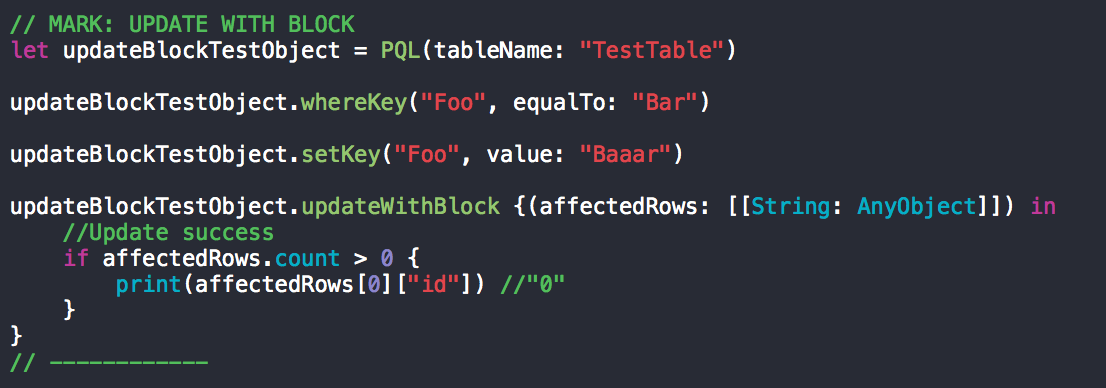 // MARK: UPDATE WITH BLOCK
let updateBlockTestObject = PQL(tableName: "TestTable")
updateBlockTestObject.whereKey("Foo", equalTo: "Bar")
updateBlockTestObject.setKey("Foo", value: "Baaar")
updateBlockTestObject.updateWithBlock {(affectedRows: [[String: AnyObject]]) in
    //Update success
    if affectedRows.count > 0 {
        print(affectedRows[0]["id"]) //"0"
    }
}
// ------------